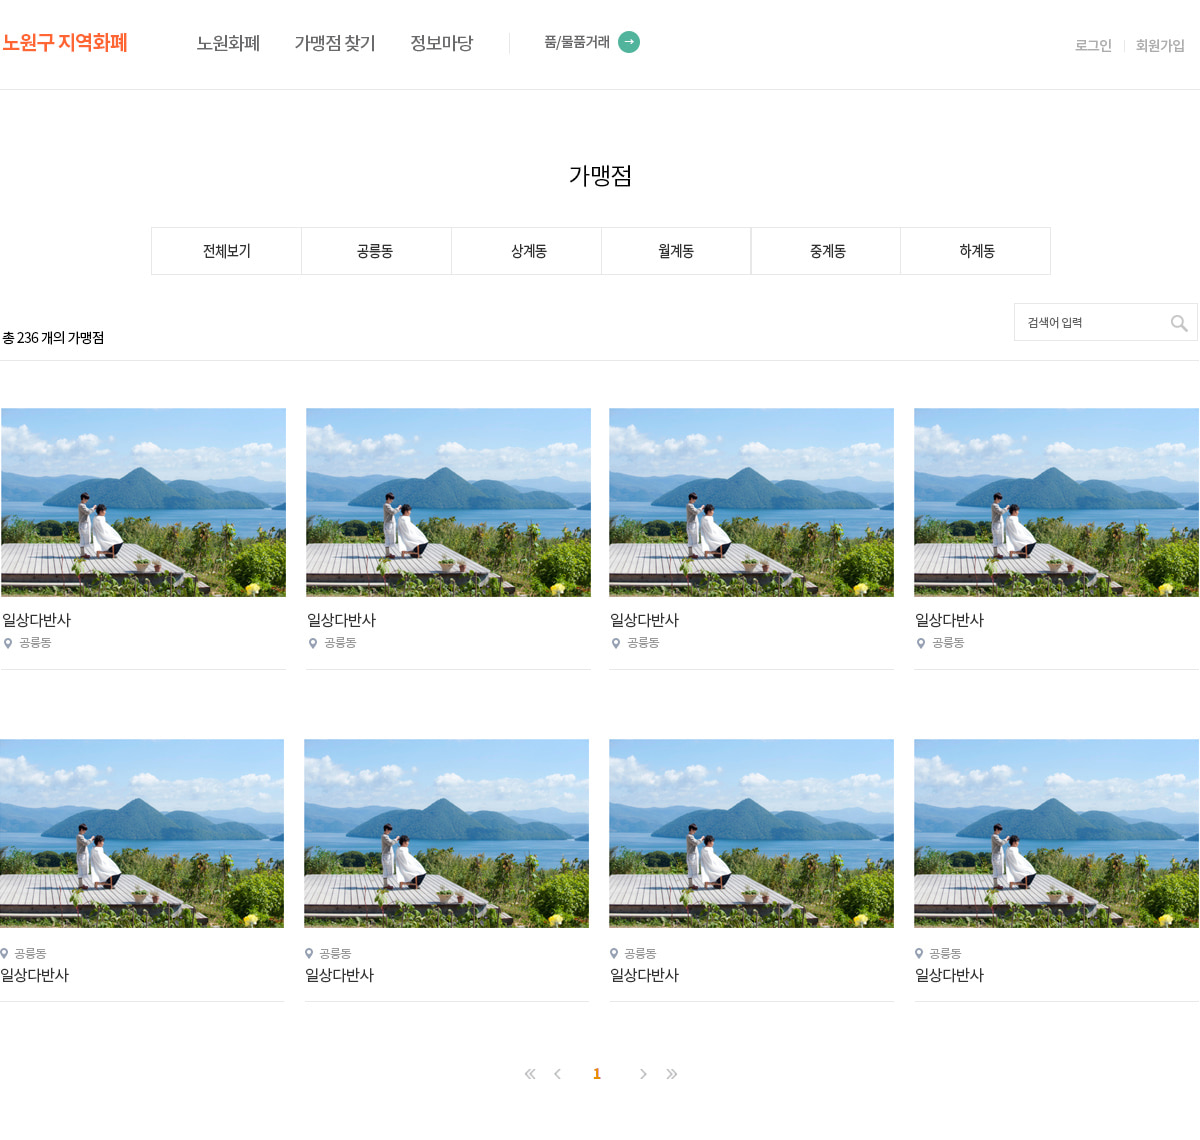 노원구 지역화폐 노원화폐 가맹점 찾기 정보마당 품/물품거래 → 로그인 회원가입
가맹점
전체보기 공릉동 상계동 월계동 중계동 하계동
검색어 입력
총 236 개의 가맹점
일상다반사 일상다반사 일상다반사 일상다반사
공릉동 공릉동 공릉동 공릉동
공릉동 공릉동 공릉동 공릉동
일상다반사 일상다반사 일상다반사 일상다반사
1